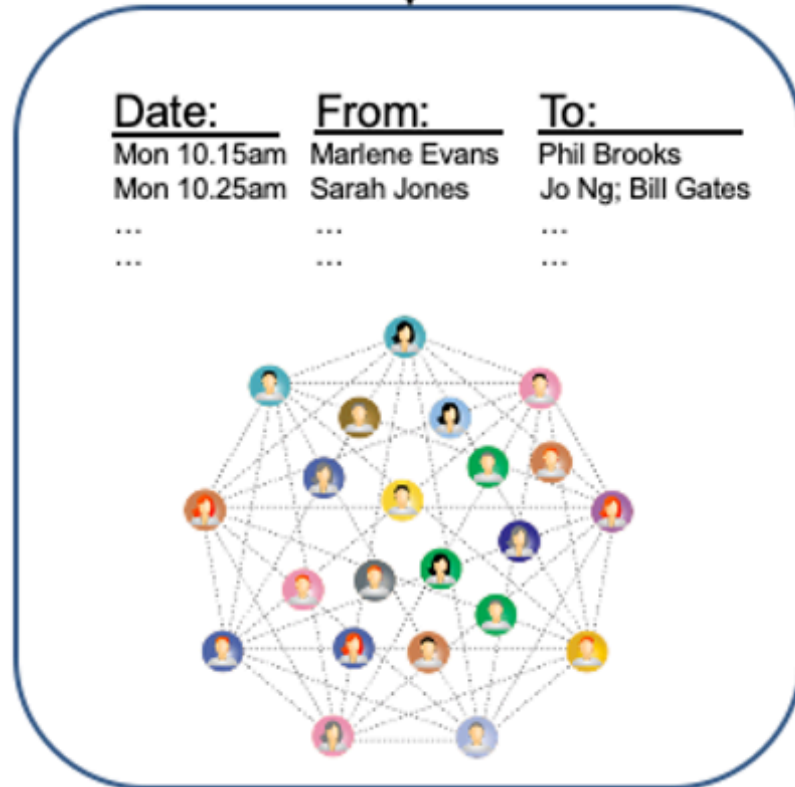 Date: From: To:
Mon 10.15am Marlene Evans Phil Brooks
Mon 10.25am Sarah Jones Jo Ng; Bill Gates
... ... ...
... ... ...